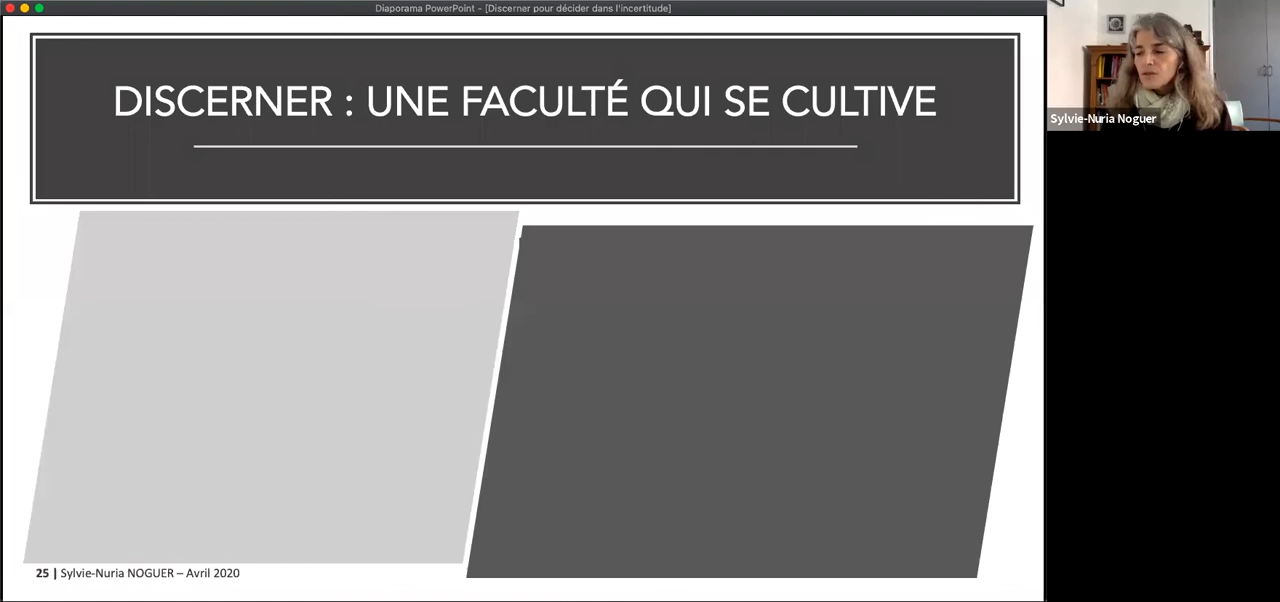 Diaporama PowerPoint - [Discerner pour décider dans l'incertitude]
DISCERNER : UNE FACULTÉ QUI SE CULTIVE
Sylvie-Nuria Noguer
25 | Sylvie-Nuria NOGUER – Avril 2020